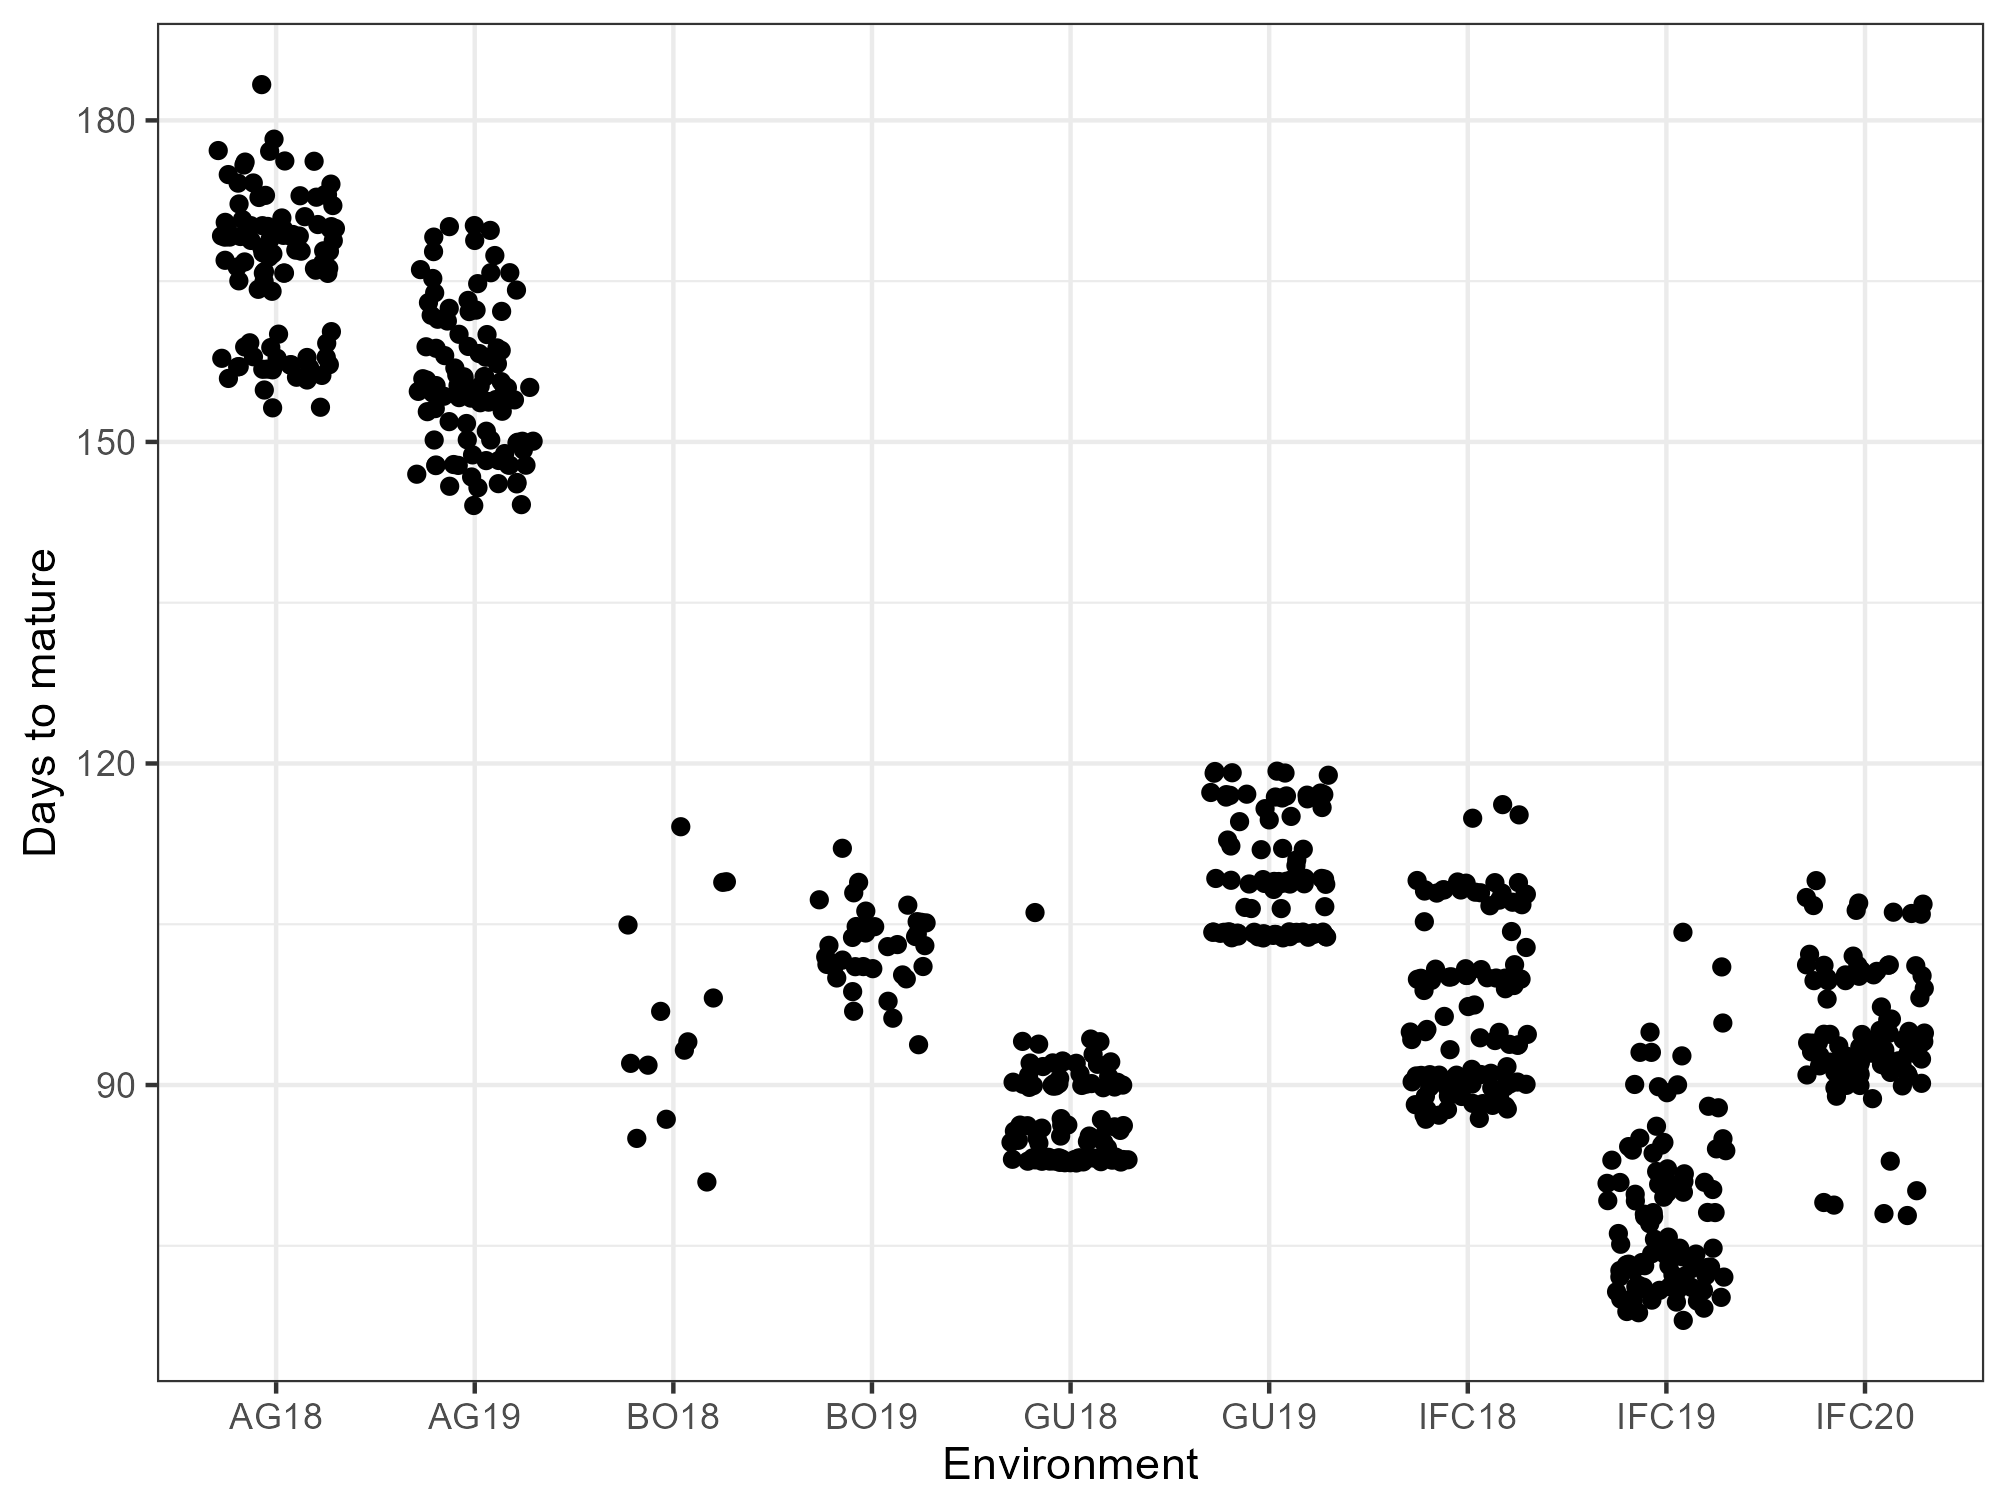 Days to mature
180
150
120
90
AG18 AG19 BO18 BO19 GU18 GU19 IFC18 IFC19 IFC20
Environment